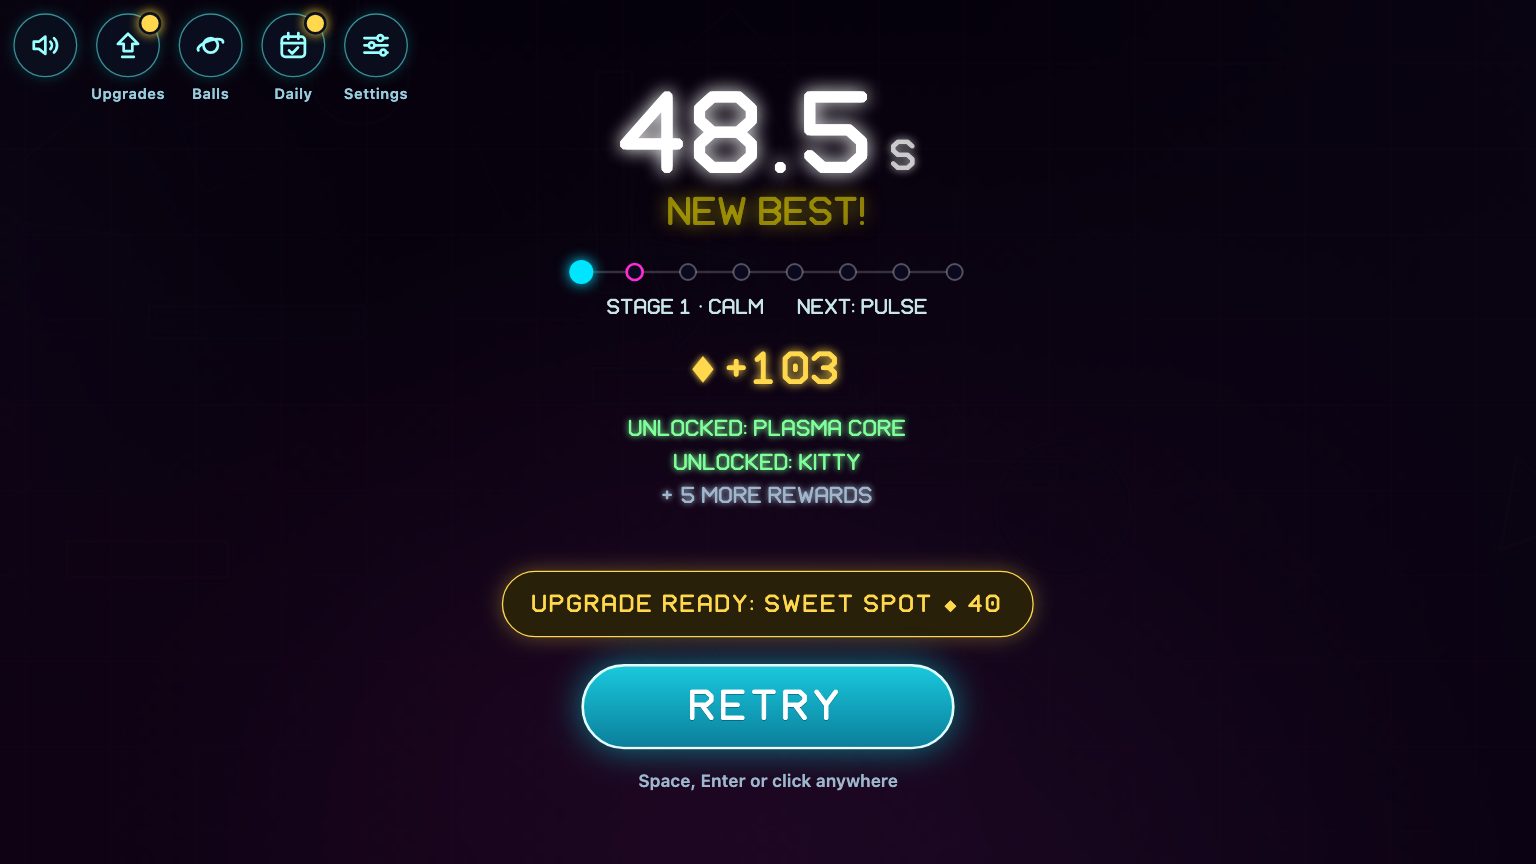 Upgrades
Balls
Daily
Settings
48.5 s
NEW BEST!
STAGE 1 · CALM NEXT: PULSE
♦ +103
UNLOCKED: PLASMA CORE
UNLOCKED: KITTY
+ 5 MORE REWARDS
UPGRADE READY: SWEET SPOT ♦ 40
RETRY
Space, Enter or click anywhere